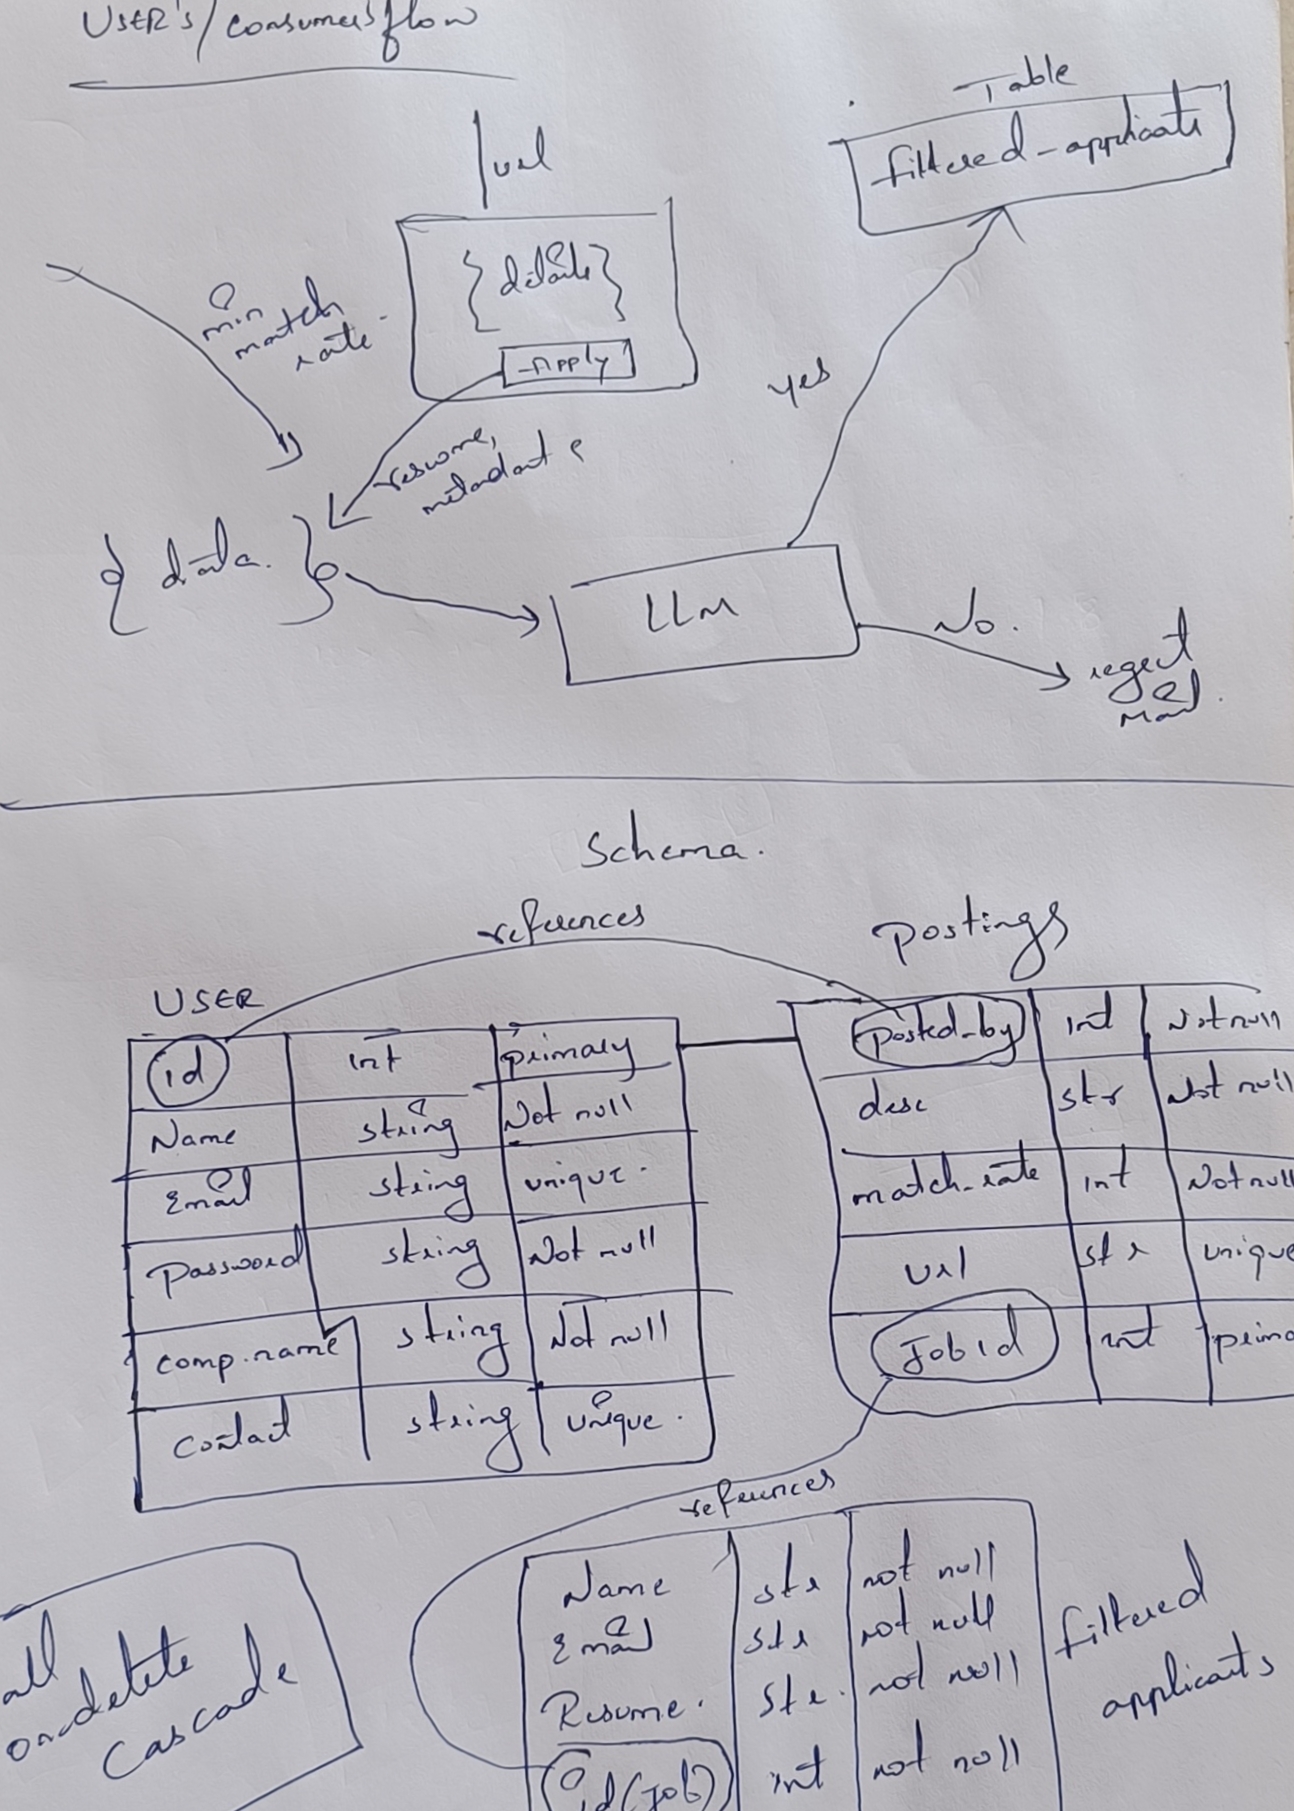 USER's/consumers flow
Table
filtered-applicats
url
{details}
Apply
min
match
rate.
yes
resume,
metadata
{ data. }
LLM
No.
reject
mail.
Schema.
references
Postings
USER
id int primary
Name string Not null
Email string unique.
Password string Not null
comp.name string Not null
contact string unique.
posted_by int Not null
desc str Not null
match_rate int Not null
url str unique
Job id int prima
references
Name str not null
Email str not null
Resume. str. not null
id(job) int not null
filtered
applicants
all
on delete
cascade